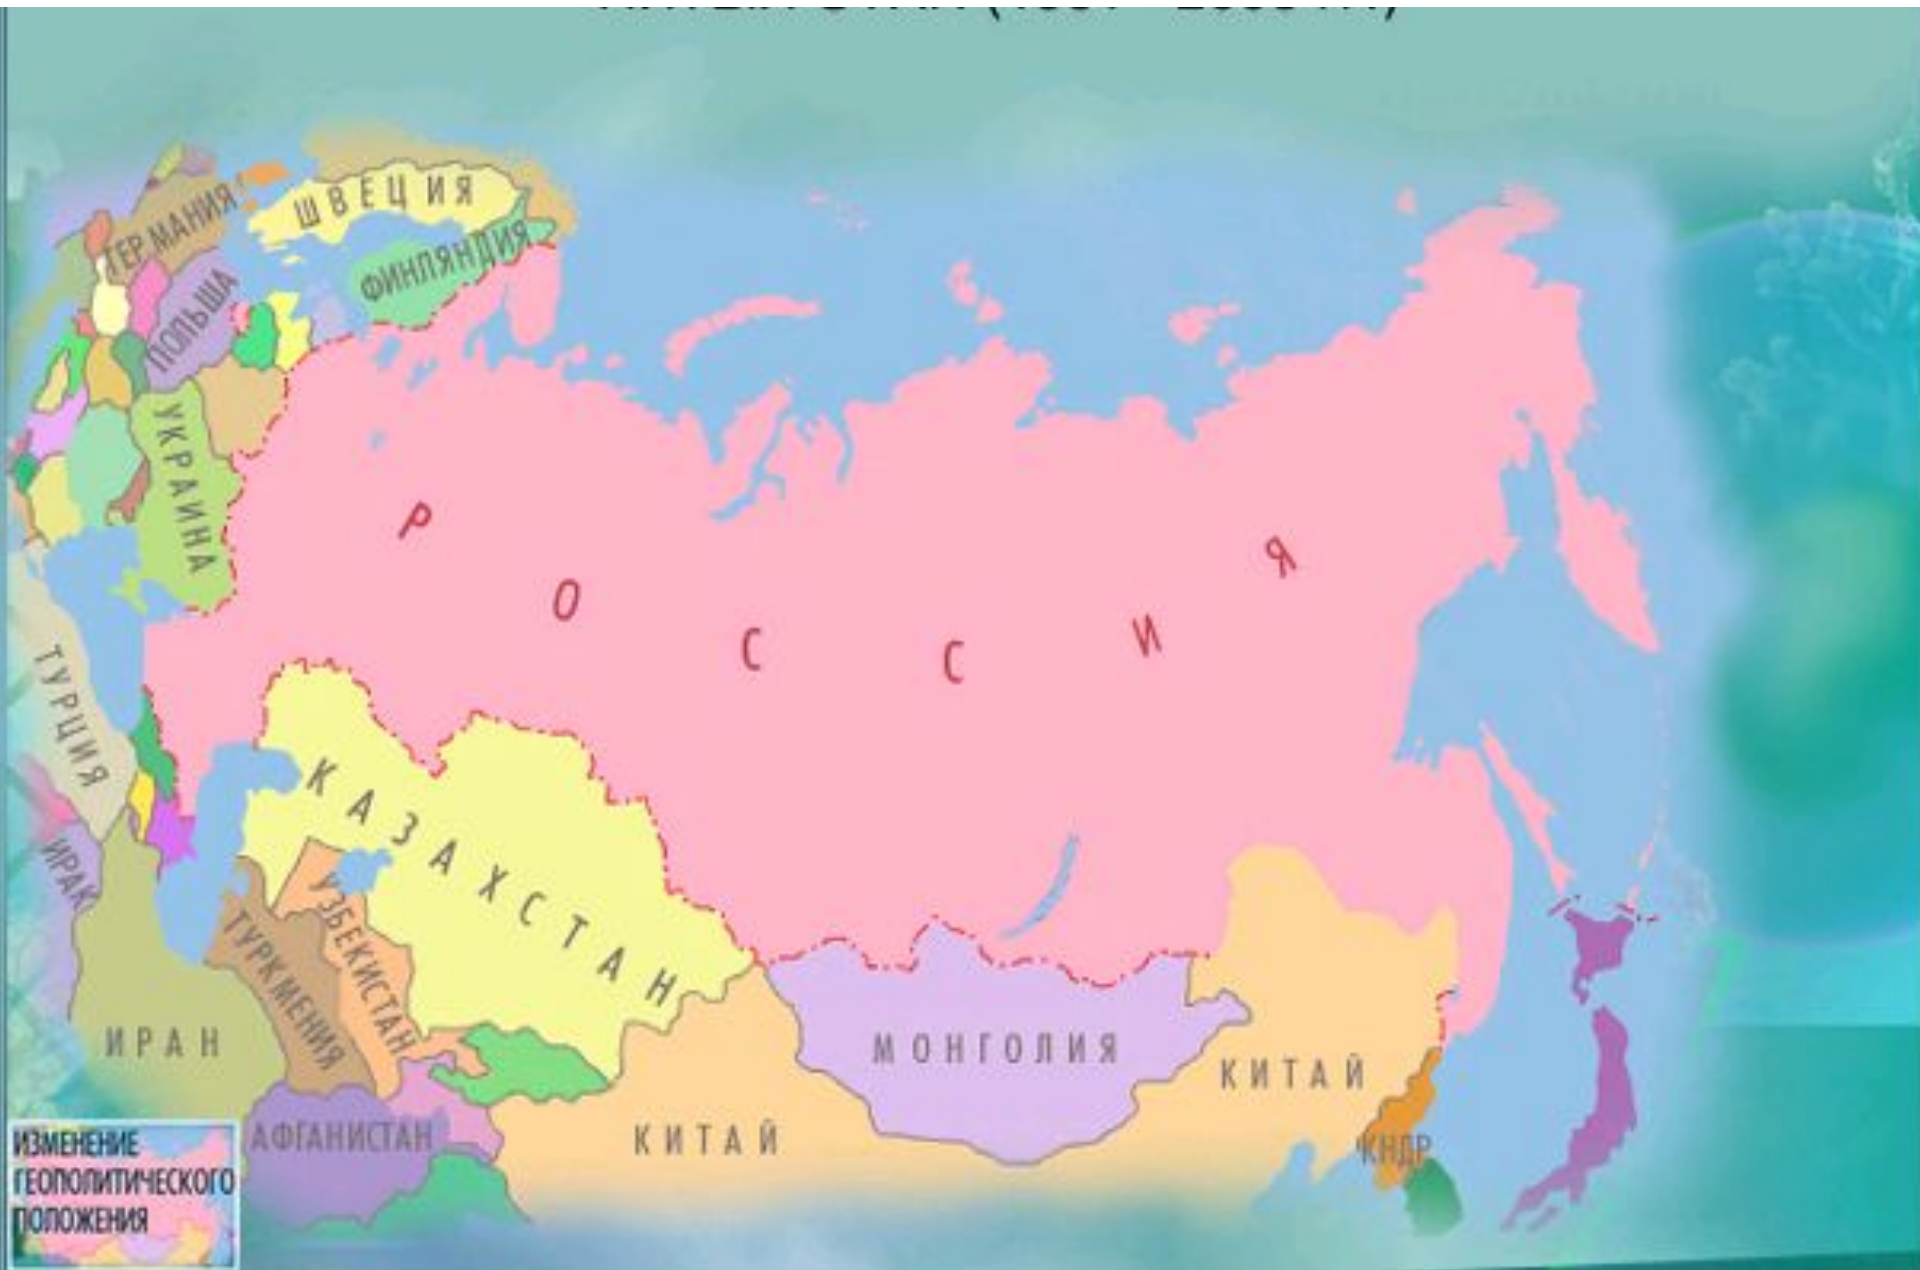 ШВЕЦИЯ
ГЕРМАНИЯ
ФИНЛЯНДИЯ
ПОЛЬША
УКРАИНА
РОССИЯ
ТУРЦИЯ
КАЗАХСТАН
ИРАК
УЗБЕКИСТАН
ТУРКМЕНИЯ
ИРАН
МОНГОЛИЯ
КИТАЙ
КИТАЙ
АФГАНИСТАН
КНДР
ИЗМЕНЕНИЕ
ГЕОПОЛИТИЧЕСКОГО
ПОЛОЖЕНИЯ